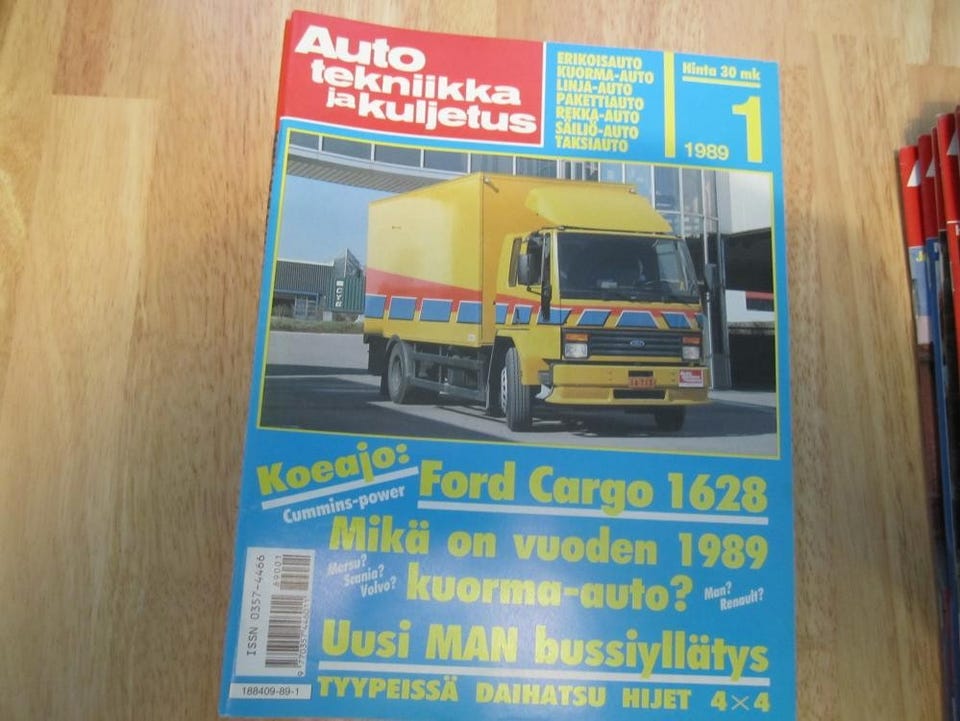 Auto
tekniikka
ja kuljetus
ERIKOISAUTO
KUORMA-AUTO
LINJA-AUTO
PAKETTIAUTO
REKKA-AUTO
SÄILIÖ-AUTO
TAKSIAUTO
Hinta 30 mk
1989
1
Ford
Koeajo:
Cummins-power
Ford Cargo 1628
Mikä on vuoden 1989
kuorma-auto?
Mersu?
Scania?
Volvo?
Man?
Renault?
Uusi MAN bussiyllätys
TYYPEISSÄ DAIHATSU HIJET 4×4
ISSN 0357-4466
89001
188409-89-1